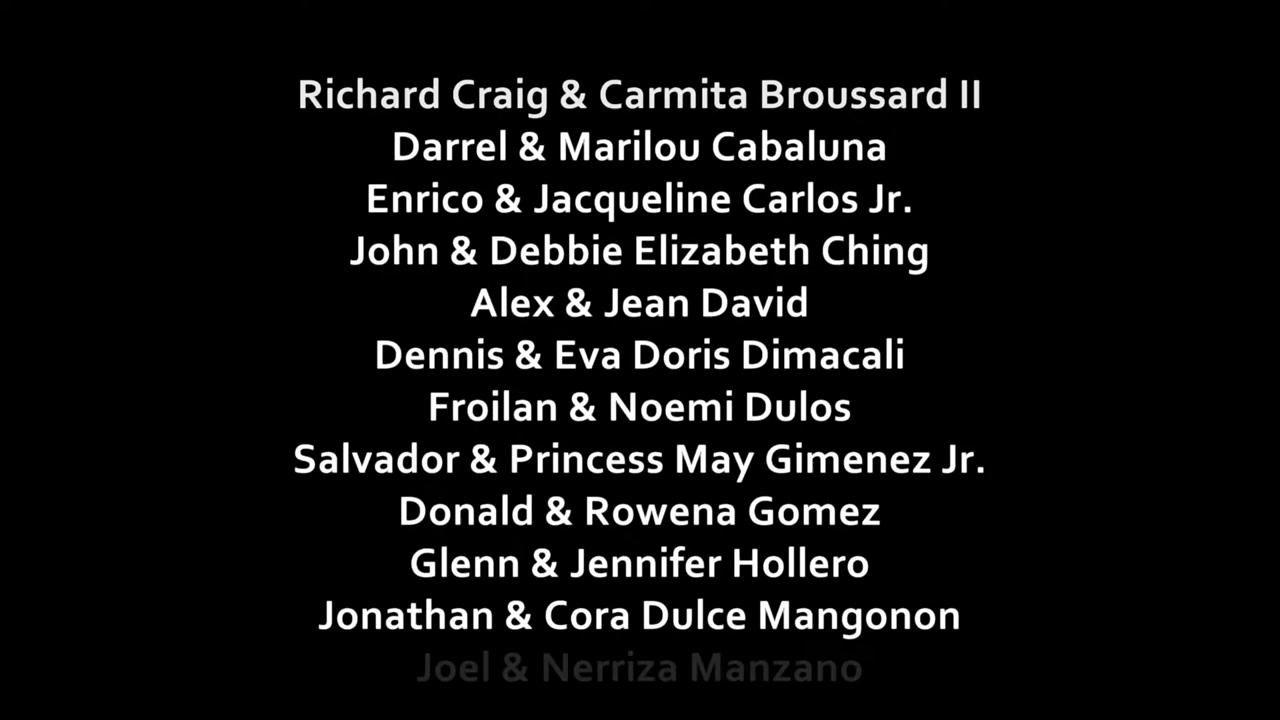 Richard Craig & Carmita Broussard II
Darrel & Marilou Cabaluna
Enrico & Jacqueline Carlos Jr.
John & Debbie Elizabeth Ching
Alex & Jean David
Dennis & Eva Doris Dimacali
Froilan & Noemi Dulos
Salvador & Princess May Gimenez Jr.
Donald & Rowena Gomez
Glenn & Jennifer Hollero
Jonathan & Cora Dulce Mangonon
Joel & Nerriza Manzano